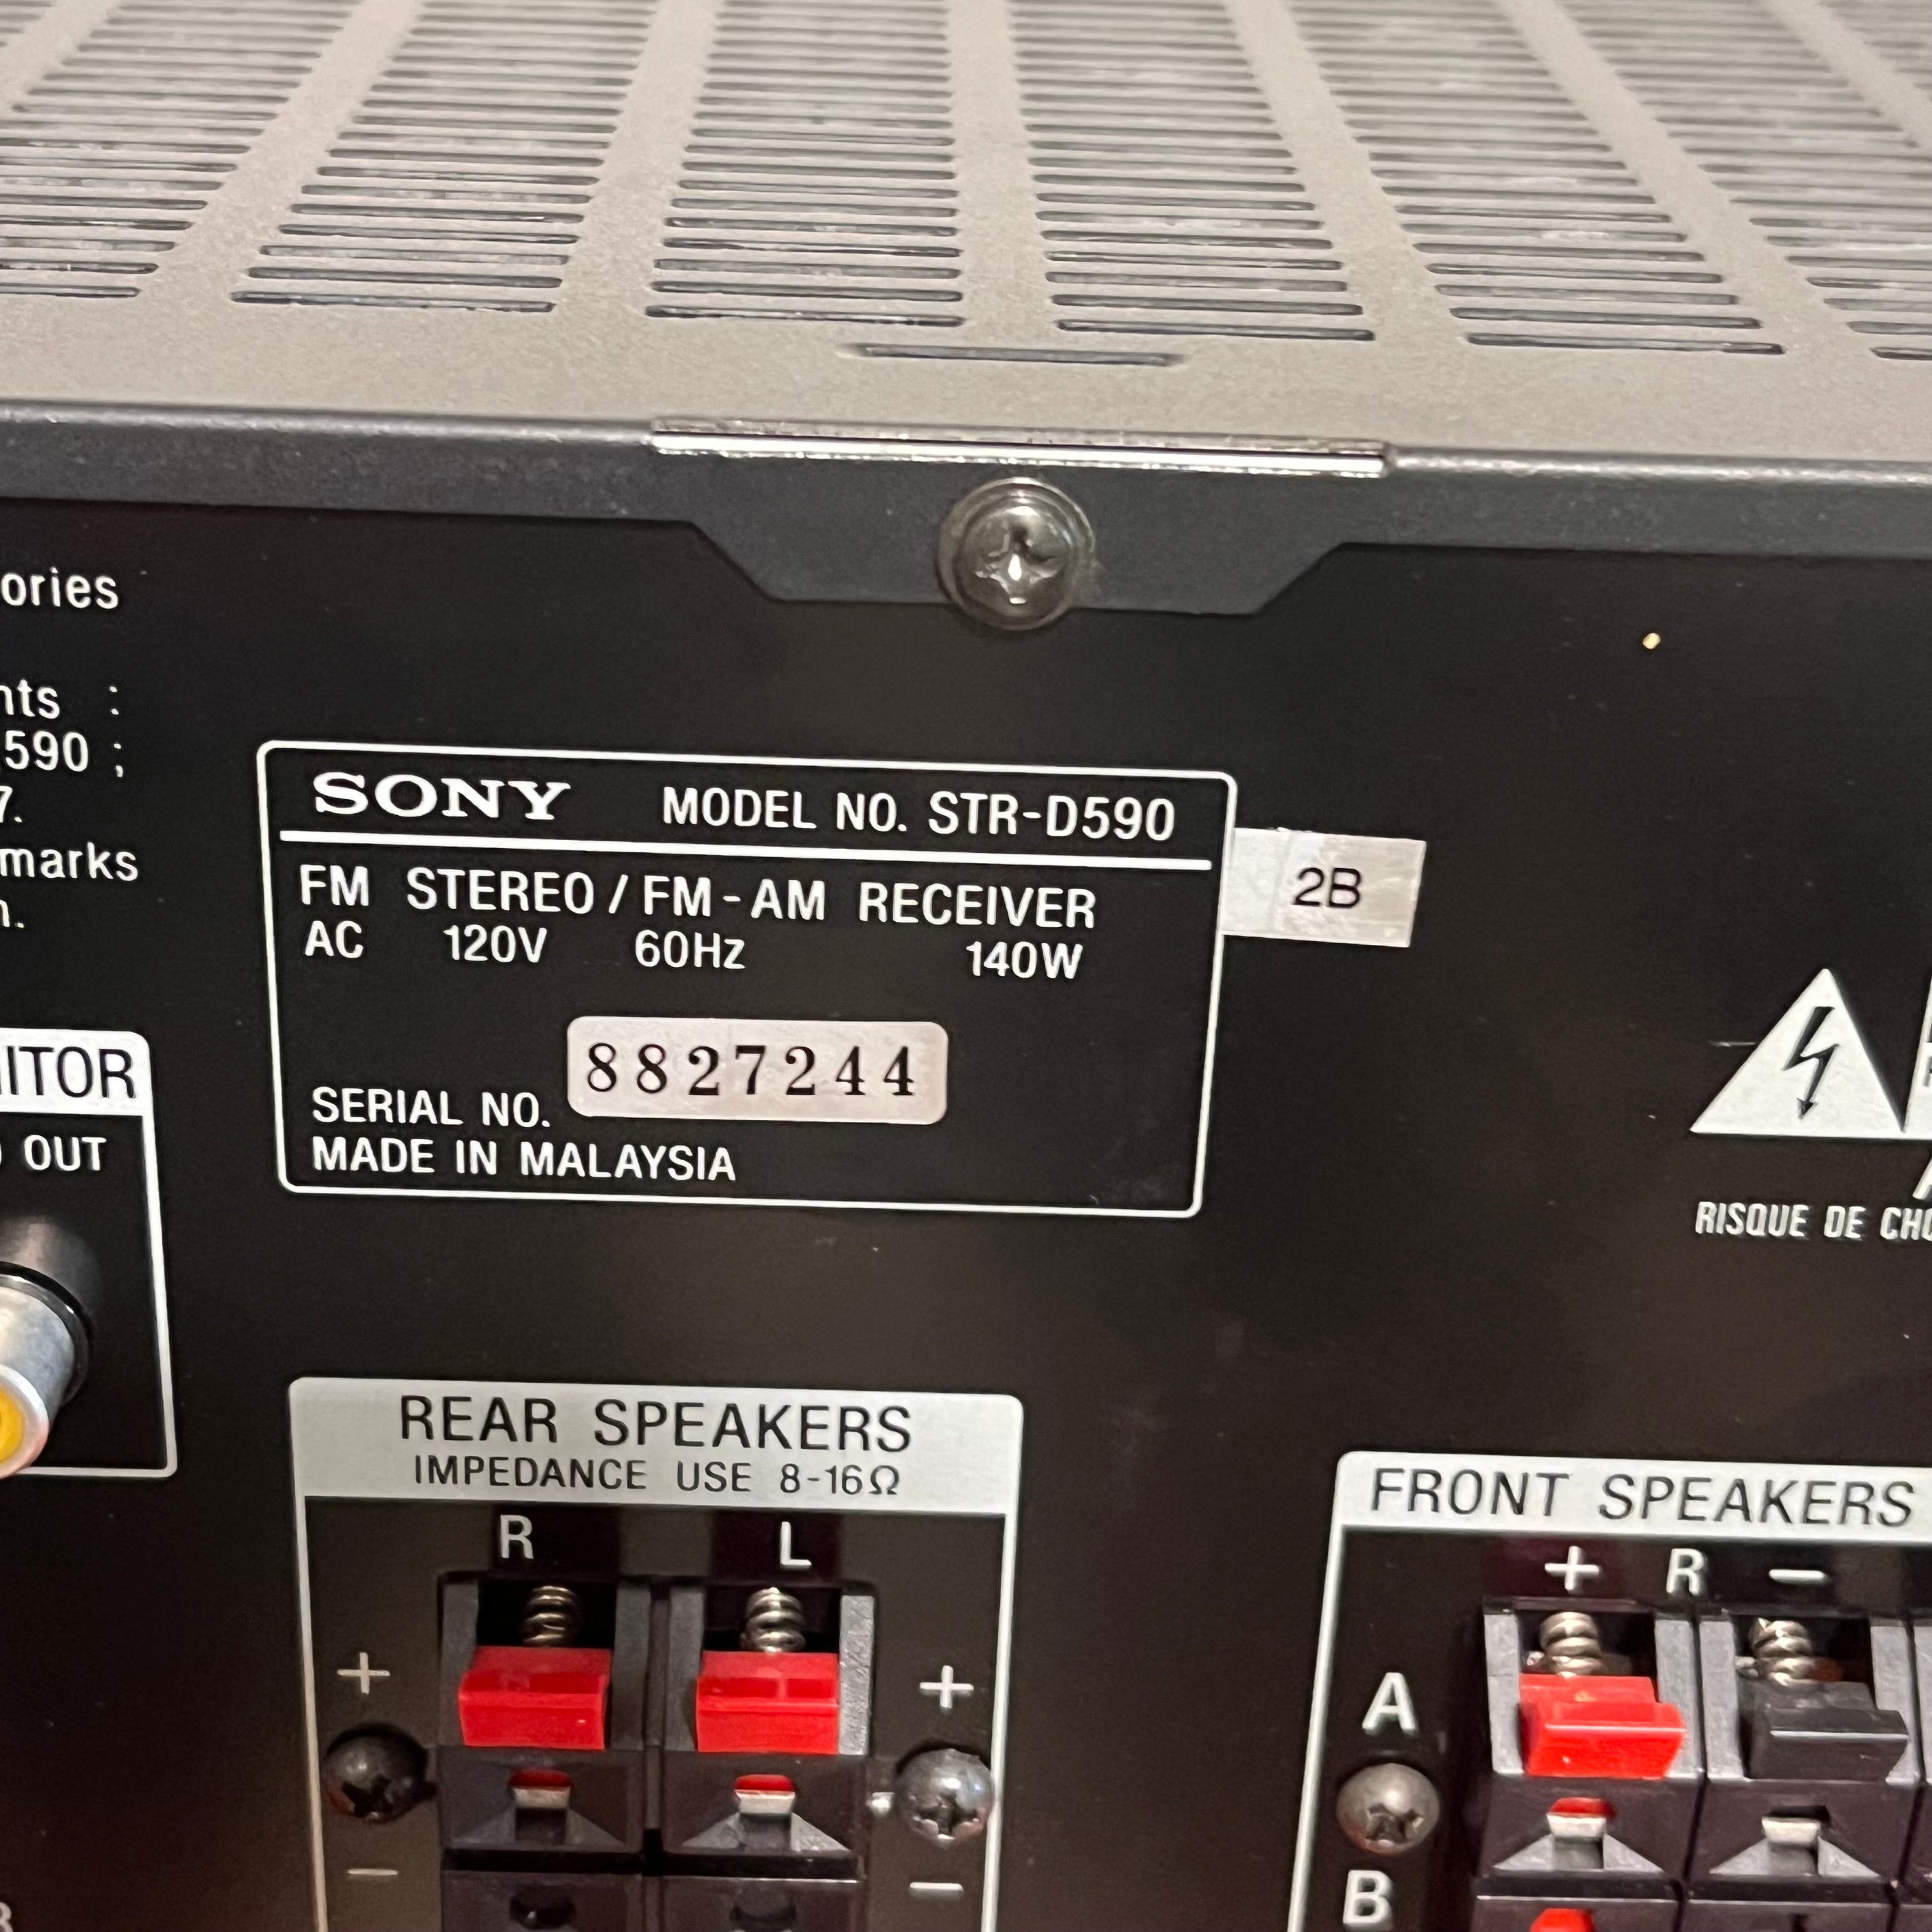 ories
nts :
590 ;
7.
marks
n.
SONY MODEL NO. STR-D590
FM STEREO / FM-AM RECEIVER
AC 120V 60Hz 140W
SERIAL NO. 8827244
MADE IN MALAYSIA
2B
ITOR
OUT
RISQUE DE CHO
REAR SPEAKERS
IMPEDANCE USE 8-16Ω
R L
+ +
- -
FRONT SPEAKERS
+ R -
A
B